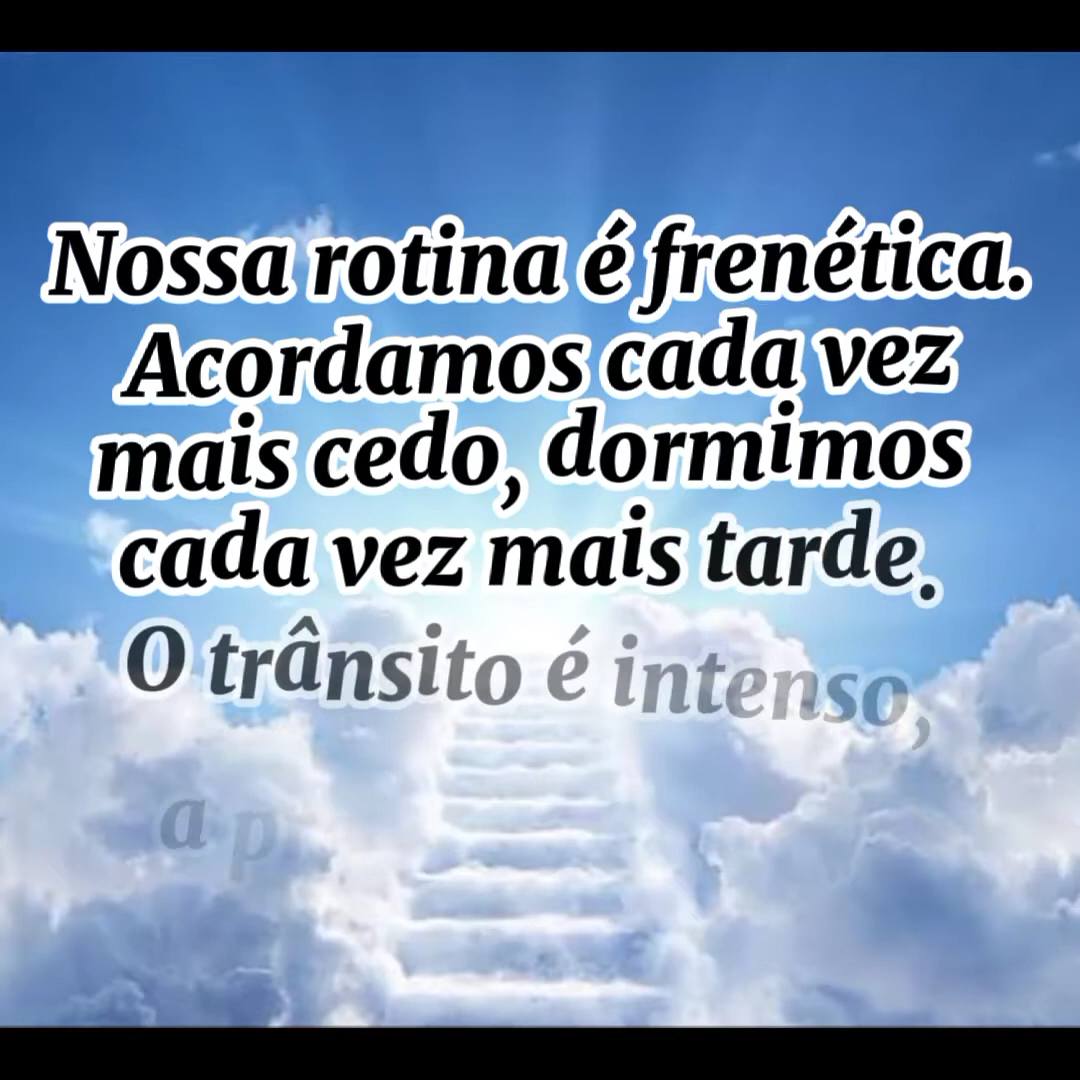 Nossa rotina é frenética.
Acordamos cada vez
mais cedo, dormimos
cada vez mais tarde.
O trânsito é intenso,
a p